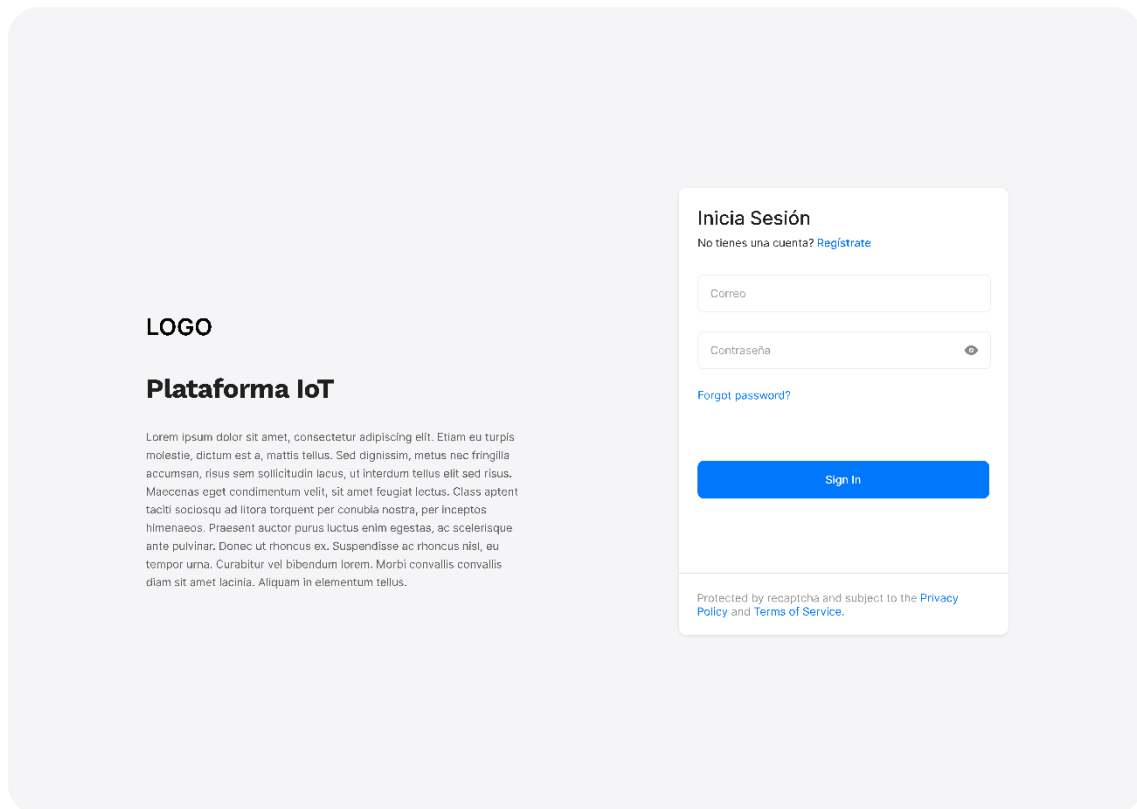 LOGO
Plataforma IoT
Lorem ipsum dolor sit amet, consectetur adipiscing elit. Etiam eu turpis
molestie, dictum est a, mattis tellus. Sed dignissim, metus nec fringilla
accumsan, risus sem sollicitudin lacus, ut interdum tellus elit sed risus.
Maecenas eget condimentum velit, sit amet feugiat lectus. Class aptent
taciti sociosqu ad litora torquent per conubia nostra, per inceptos
himenaeos. Praesent auctor purus luctus enim egestas, ac scelerisque
ante pulvinar. Donec ut rhoncus ex. Suspendisse ac rhoncus nisl, eu
tempor urna. Curabitur vel bibendum lorem. Morbi convallis convallis
diam sit amet lacinia. Aliquam in elementum tellus.
Inicia Sesión
No tienes una cuenta? Regístrate
Correo
Contraseña
Forgot password?
Sign In
Protected by recaptcha and subject to the Privacy
Policy and Terms of Service.